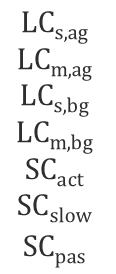 LC_s,ag
LC_m,ag
LC_s,bg
LC_m,bg
SC_act
SC_slow
SC_pas